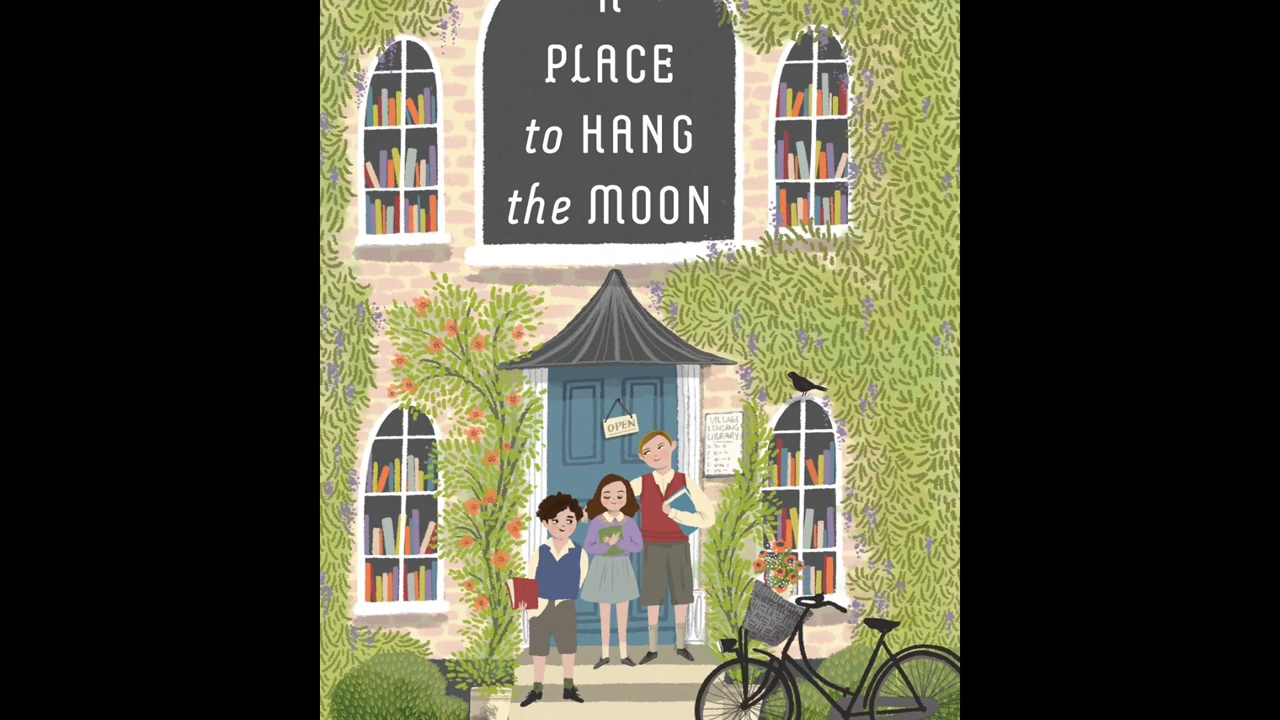 A
PLACE
to HANG
the MOON
OPEN
VILLAGE
LENDING
LIBRARY